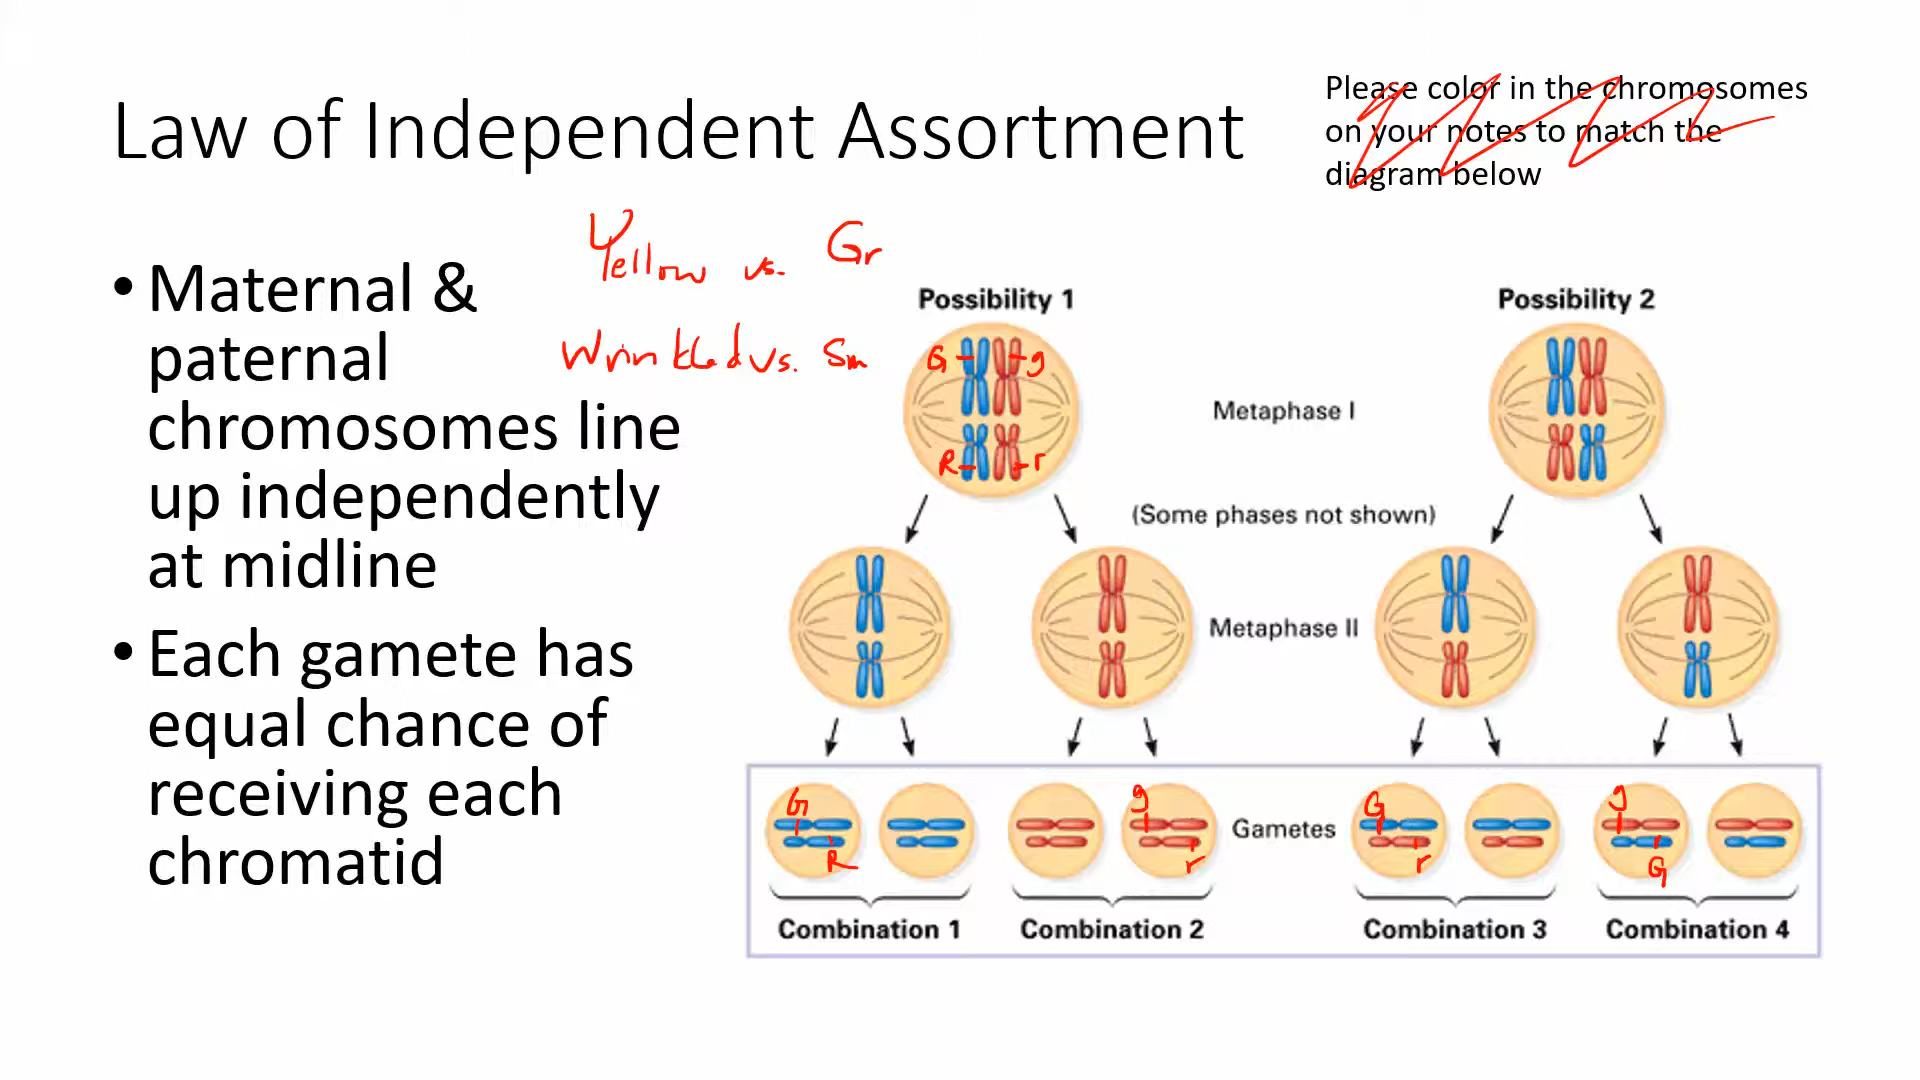 Law of Independent Assortment
Please color in the chromosomes
on your notes to match the
diagram below
Yellow vs. Gr
Wrinkled vs. Sm
• Maternal &
paternal
chromosomes line
up independently
at midline
• Each gamete has
equal chance of
receiving each
chromatid
Possibility 1
Possibility 2
G g
R r
Metaphase I
(Some phases not shown)
Metaphase II
G g G g
Gametes
R r r G
Combination 1
Combination 2
Combination 3
Combination 4